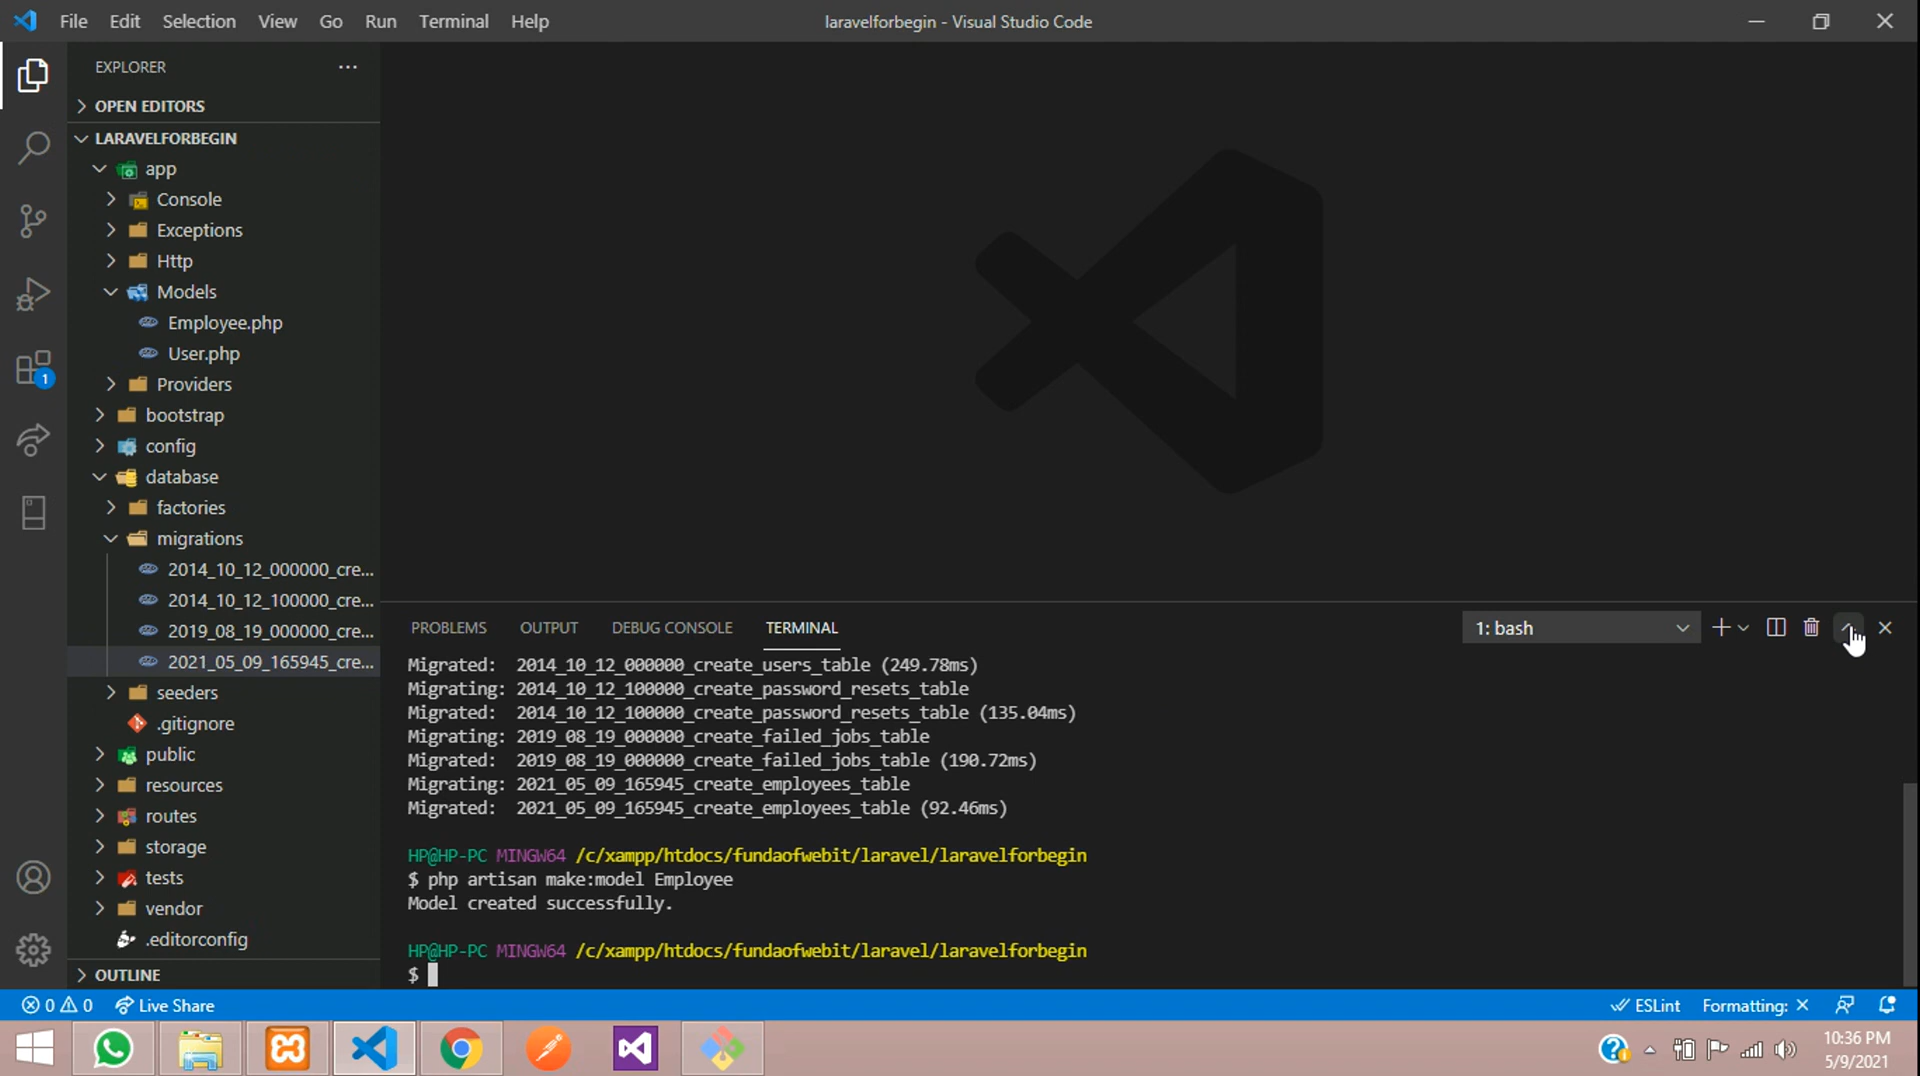 File Edit Selection View Go Run Terminal Help laravelforbegin - Visual Studio Code
EXPLORER
OPEN EDITORS
LARAVELFORBEGIN
app
Console
Exceptions
Http
Models
Employee.php
User.php
Providers
bootstrap
config
database
factories
migrations
2014_10_12_000000_cre...
2014_10_12_100000_cre...
2019_08_19_000000_cre...
2021_05_09_165945_cre...
seeders
.gitignore
public
resources
routes
storage
tests
vendor
.editorconfig
OUTLINE
1
PROBLEMS OUTPUT DEBUG CONSOLE TERMINAL 1: bash
Migrated:  2014_10_12_000000_create_users_table (249.78ms)
Migrating: 2014_10_12_100000_create_password_resets_table
Migrated:  2014_10_12_100000_create_password_resets_table (135.04ms)
Migrating: 2019_08_19_000000_create_failed_jobs_table
Migrated:  2019_08_19_000000_create_failed_jobs_table (190.72ms)
Migrating: 2021_05_09_165945_create_employees_table
Migrated:  2021_05_09_165945_create_employees_table (92.46ms)
HP@HP-PC MINGW64 /c/xampp/htdocs/fundaofwebit/laravel/laravelforbegin
$ php artisan make:model Employee
Model created successfully.
HP@HP-PC MINGW64 /c/xampp/htdocs/fundaofwebit/laravel/laravelforbegin
$
0 0 Live Share ESLint Formatting: ×
10:36 PM
5/9/2021